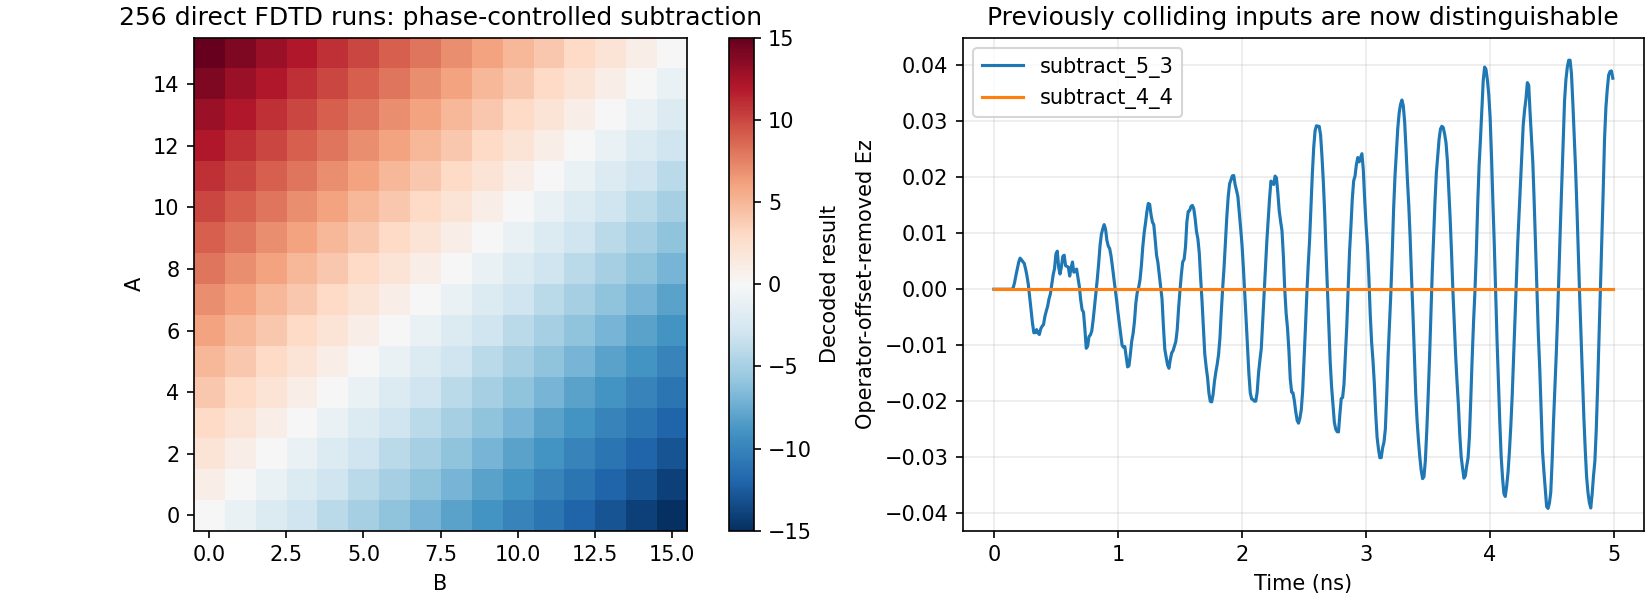 256 direct FDTD runs: phase-controlled subtraction
14
12
10
8
6
4
2
0
A
0.0 2.5 5.0 7.5 10.0 12.5 15.0
B
15
10
5
0
−5
−10
−15
Decoded result
Previously colliding inputs are now distinguishable
subtract_5_3
subtract_4_4
0.04
0.03
0.02
0.01
0.00
−0.01
−0.02
−0.03
−0.04
Operator-offset-removed Ez
0 1 2 3 4 5
Time (ns)